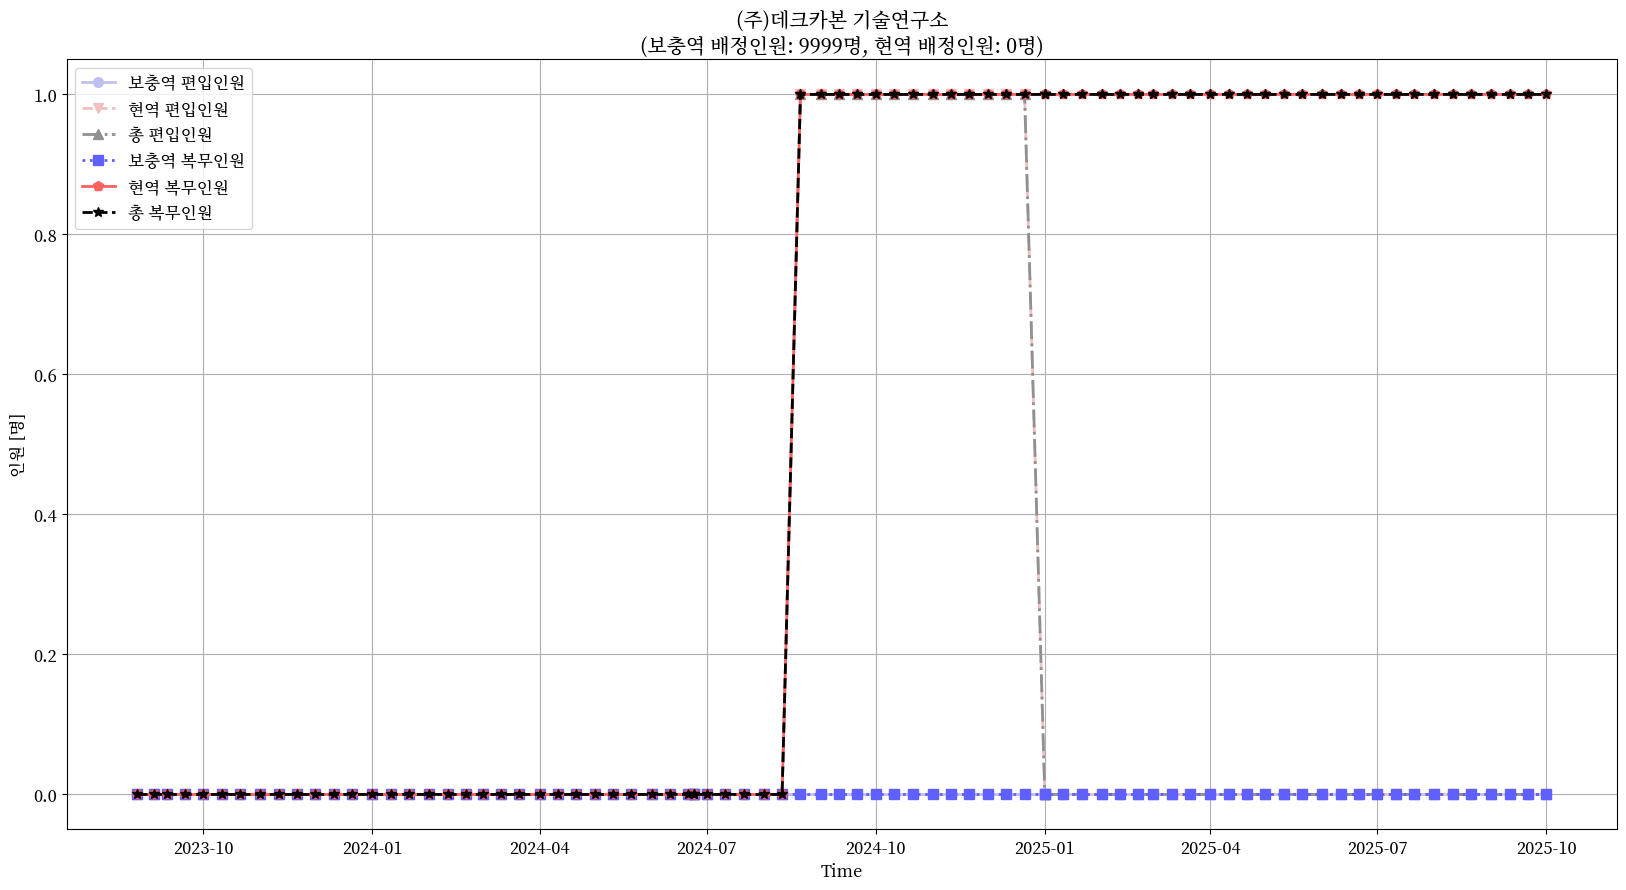 (주)데크카본 기술연구소
(보충역 배정인원: 9999명, 현역 배정인원: 0명)
보충역 편입인원
현역 편입인원
총 편입인원
보충역 복무인원
현역 복무인원
총 복무인원
1.0
0.8
0.6
0.4
0.2
0.0
인원 [명]
2023-10
2024-01
2024-04
2024-07
2024-10
2025-01
2025-04
2025-07
2025-10
Time